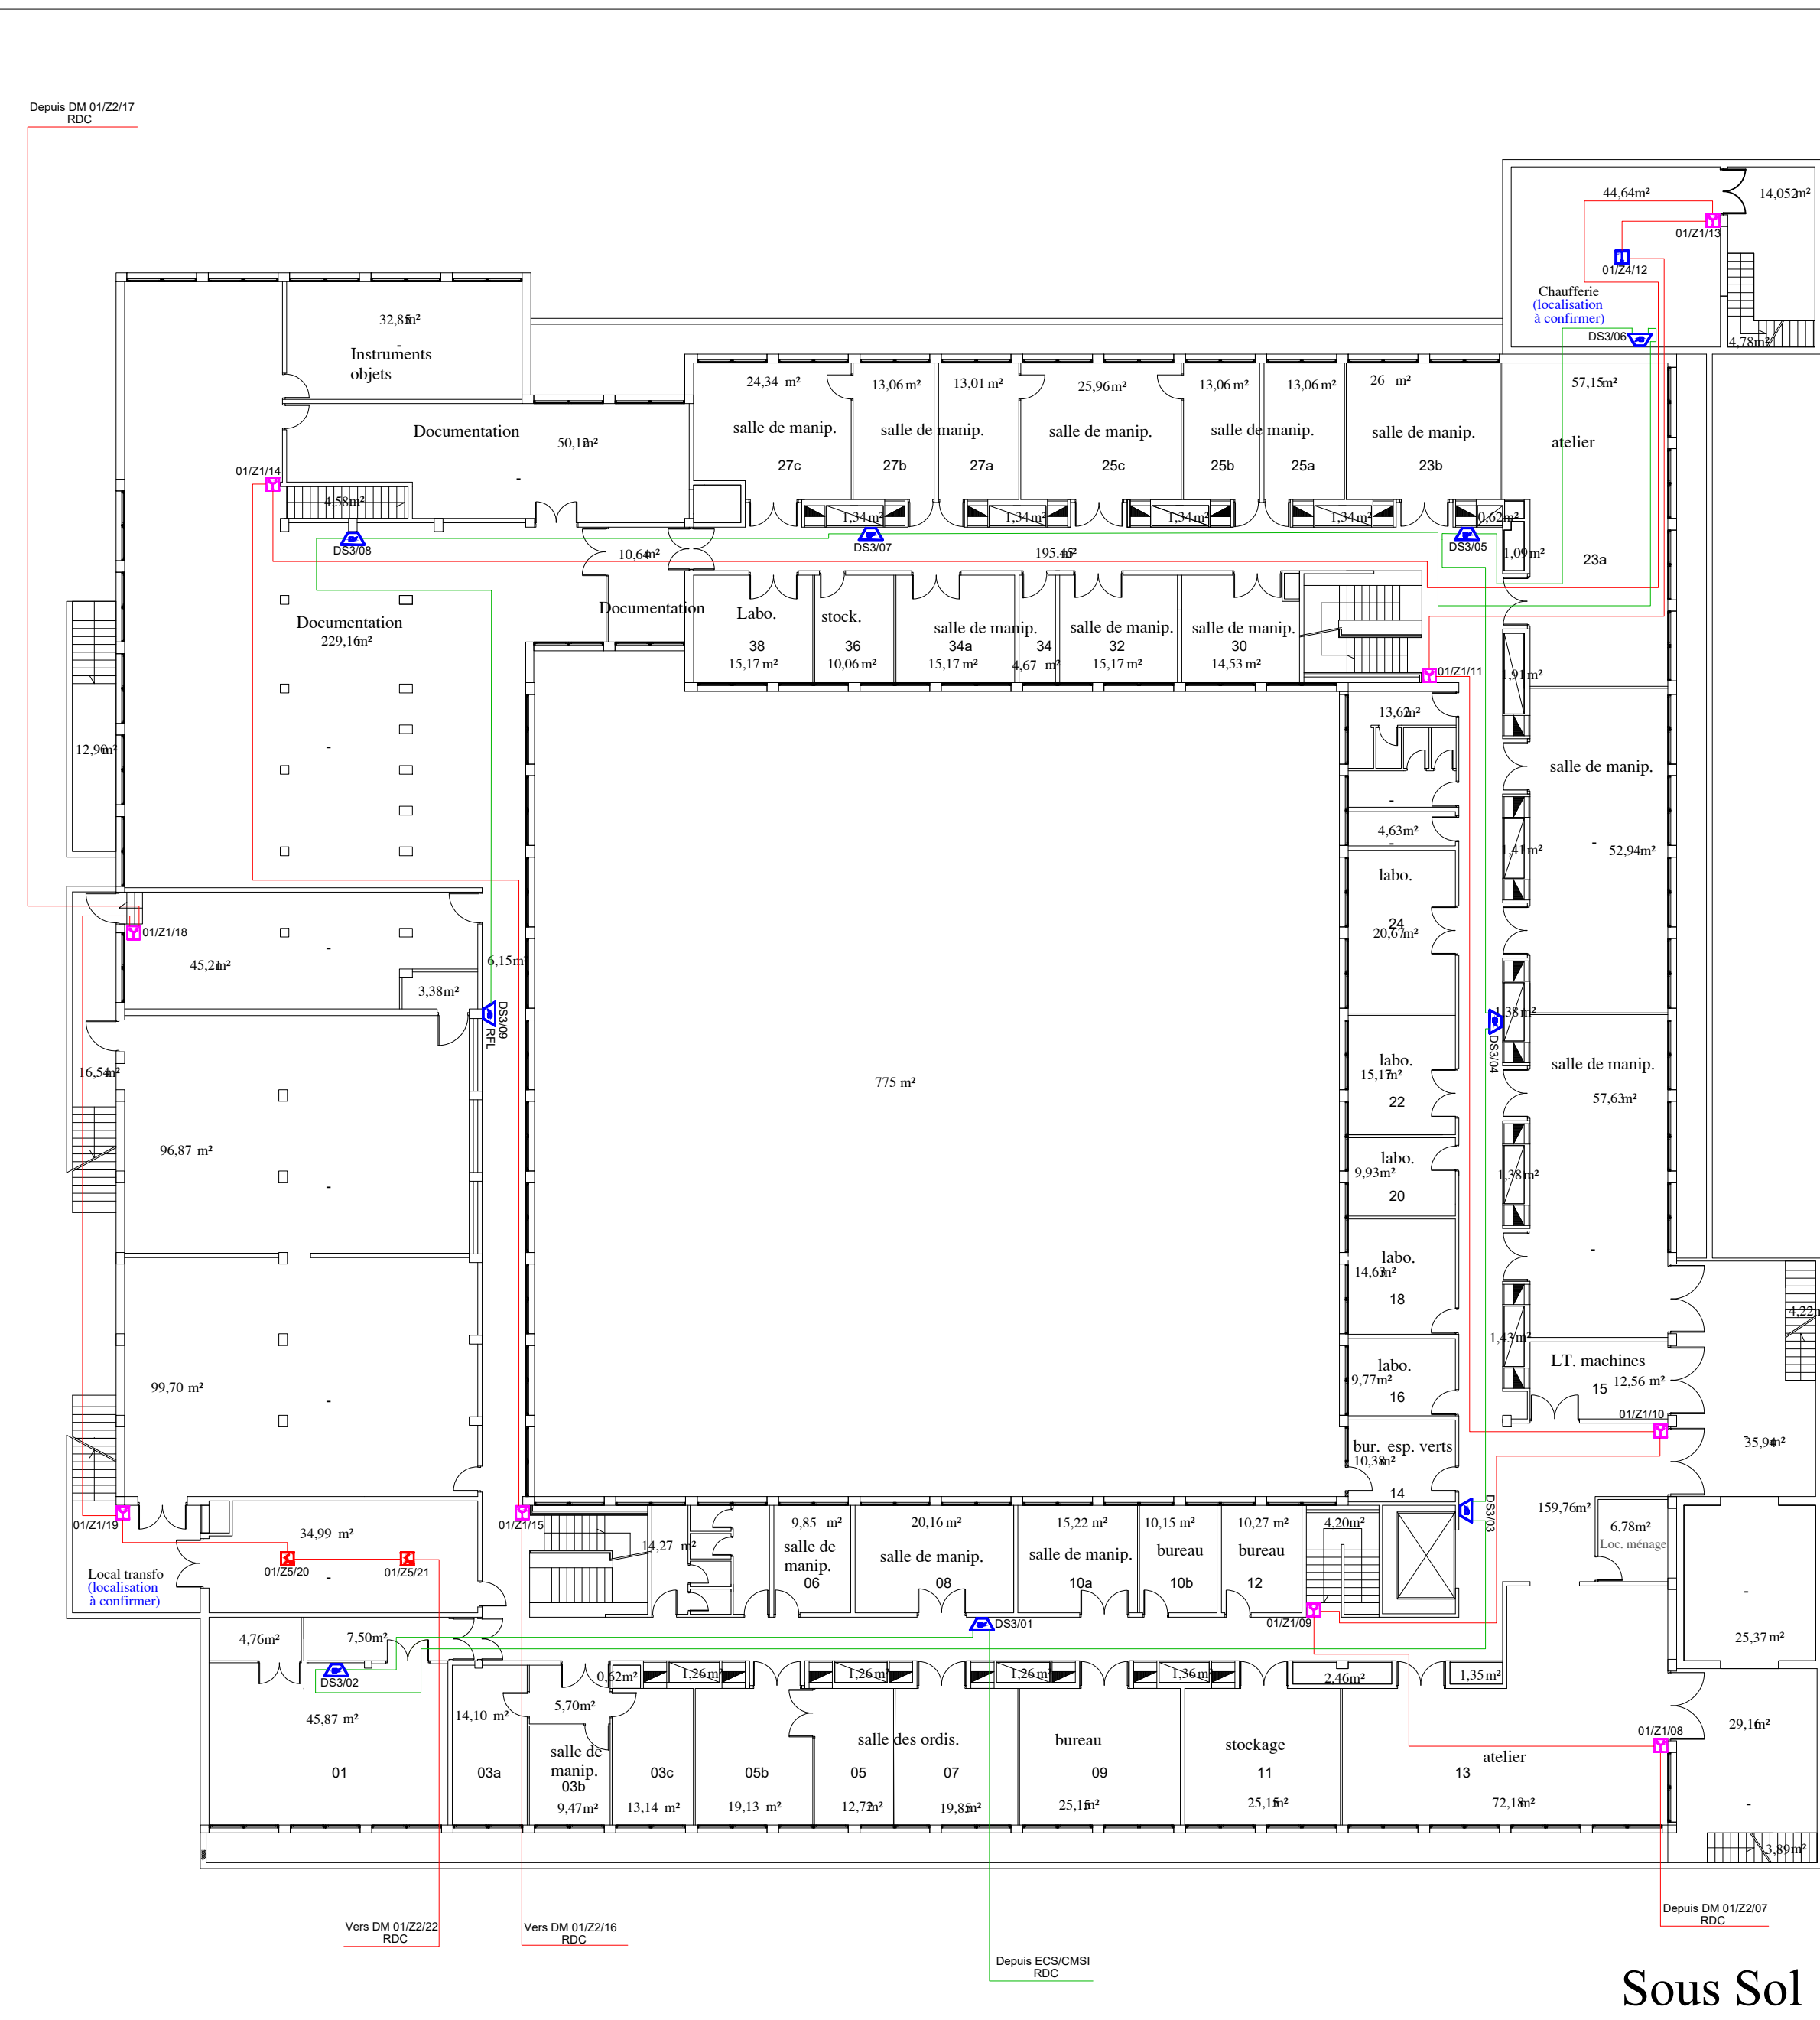 Depuis DM 01/Z2/17
RDC
44,64m²
14,052m²
01/Z1/13
01/Z4/12
Chaufferie
(localisation
à confirmer)
DS3/06
4,78m²
32,85m²
-
Instruments
objets
24,34 m²
13,06 m²
13,01 m²
25,96 m²
13,06 m²
13,06 m²
26 m²
57,15m²
Documentation
50,12m²
-
salle de manip.
salle de manip.
salle de manip.
salle de manip.
salle de manip.
atelier
27c
27b
27a
25c
25b
25a
23b
01/Z1/14
4,58m²
1,34m²
1,34m²
1,34m²
1,34m²
0,62m²
DS3/08
DS3/07
DS3/05
10,64m²
195.45m²
1,09m²
23a
Documentation
Documentation
229,16m²
Labo.
38
15,17 m²
stock.
36
10,06 m²
salle de manip.
34a
15,17 m²
34
4,67 m²
salle de manip.
32
15,17 m²
salle de manip.
30
14,53 m²
01/Z1/11
1,91m²
13,62m²
12,90m²
-
-
salle de manip.
-
52,94m²
4,63m²
-
1,41m²
labo.
24
20,67m²
01/Z1/18
45,21m²
-
6,15m²
3,38m²
DS3/09
RFL
1,38m²
DS3/04
16,54m²
775 m²
labo.
15,17m²
22
salle de manip.
57,63m²
96,87 m²
-
labo.
9,93m²
20
1,38m²
labo.
14,63m²
18
-
4,22m
1,43m²
99,70 m²
-
labo.
9,77m²
16
LT. machines
15
12,56 m²
01/Z1/10
-
35,94m²
bur. esp. verts
10,38m²
14
DS3/03
159,76m²
01/Z1/19
34,99 m²
01/Z5/20
01/Z5/21
-
Local transfo
(localisation
à confirmer)
01/Z1/15
14,27 m²
9,85 m²
salle de
manip.
06
20,16 m²
salle de manip.
08
15,22 m²
salle de manip.
10a
10,15 m²
bureau
10b
10,27 m²
bureau
12
4,20m²
6.78m²
Loc. ménage
-
25,37 m²
01/Z1/09
DS3/01
4,76m²
7,50m²
DS3/02
0,62m²
1,26m²
1,26m²
1,26m²
1,36m²
2,46m²
1,35m²
45,87 m²
01
14,10 m²
03a
5,70m²
salle de
manip.
03b
9,47m²
03c
13,14 m²
05b
19,13 m²
salle des ordis.
05
07
12,72m²
19,85m²
bureau
09
25,15m²
stockage
11
25,15m²
atelier
13
72,18m²
01/Z1/08
29,16m²
-
3,89m²
Vers DM 01/Z2/22
RDC
Vers DM 01/Z2/16
RDC
Depuis DM 01/Z2/07
RDC
Depuis ECS/CMSI
RDC
Sous Sol